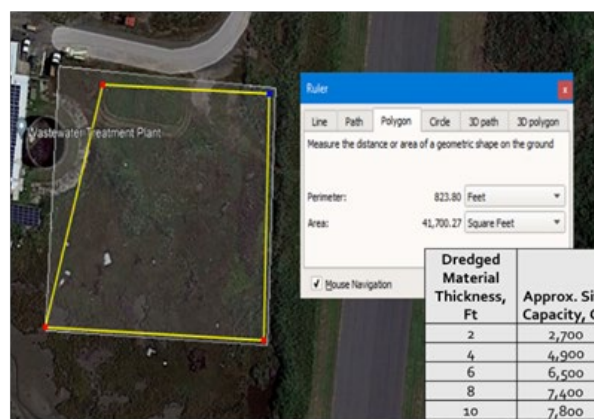 Wastewater Treatment Plant
Ruler
Line Path Polygon Circle 3D path 3D polygon
Measure the distance or area of a geometric shape on the ground
Perimeter: 823.80 Feet
Area: 41,700.27 Square Feet
Mouse Navigation
Dredged
Material
Thickness,
Ft
Approx. Si
Capacity, C
2 2,700
4 4,900
6 6,500
8 7,400
10 7,800